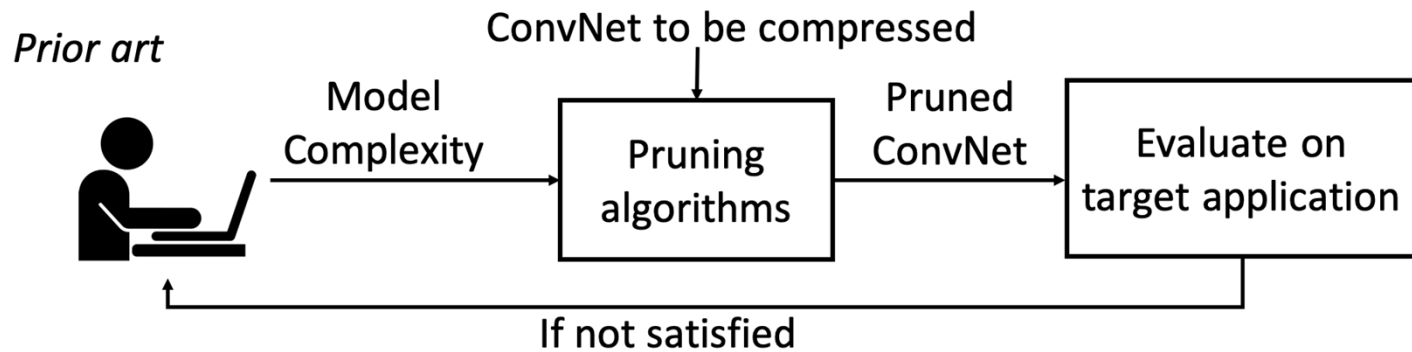 Prior art
ConvNet to be compressed
Model
Complexity
Pruning
algorithms
Pruned
ConvNet
Evaluate on
target application
If not satisfied